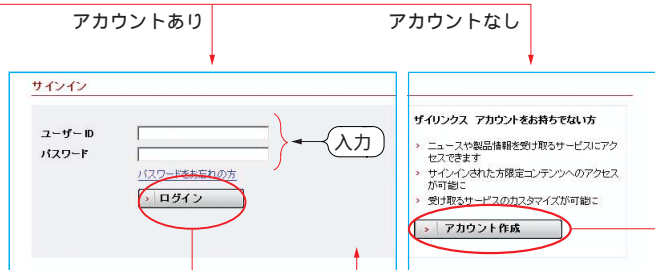 アカウントあり
アカウントなし
サインイン
ユーザー ID
パスワード
入力
パスワードをお忘れの方
› ログイン
ザイリンクス アカウントをお持ちでない方
› ニュースや製品情報を受け取るサービスにアク
セスできます
› サインインされた方限定コンテンツへのアクセス
が可能に
› 受け取るサービスのカスタマイズが可能に
› アカウント作成